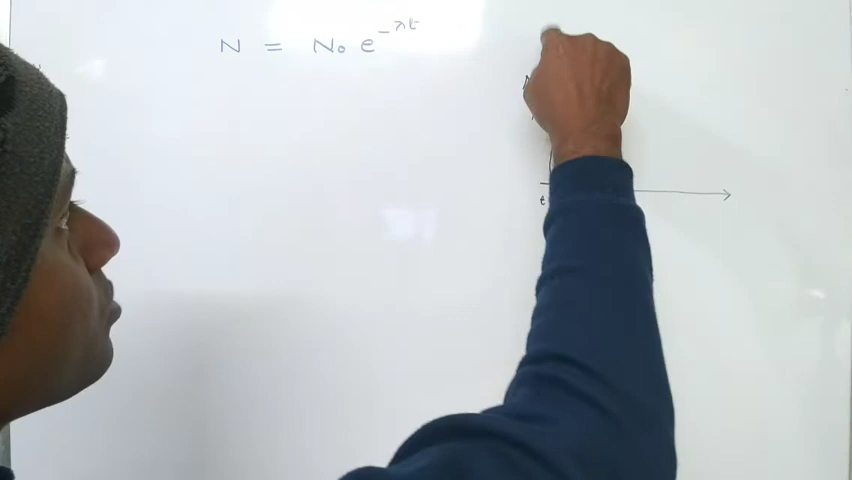 N = N₀ e^{-λt}
t